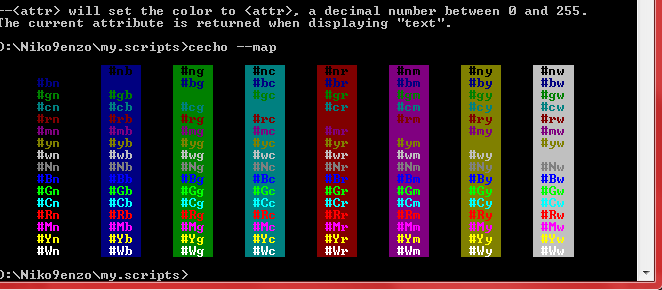 --<attr> will set the color to <attr>, a decimal number between 0 and 255.
The current attribute is returned when displaying "text".
D:\Niko9enzo\my.scripts>cecho --map
#nb #ng #nc #nr #nm #ny #nw
#bn #bg #bc #br #bm #by #bw
#gn #gb #gc #gr #gm #gy #gw
#cn #cb #cg #cr #cm #cy #cw
#rn #rb #rg #rc #rm #ry #rw
#mn #mb #mg #mc #mr #my #mw
#yn #yb #yg #yc #yr #ym #yw
#wn #wb #wg #wc #wr #wm #wy
#Nn #Nb #Ng #Nc #Nr #Nm #Ny #Nw
#Bn #Bb #Bg #Bc #Br #Bm #By #Bw
#Gn #Gb #Gg #Gc #Gr #Gm #Gy #Gw
#Cn #Cb #Cg #Cc #Cr #Cm #Cy #Cw
#Rn #Rb #Rg #Rc #Rr #Rm #Ry #Rw
#Mn #Mb #Mg #Mc #Mr #Mm #My #Mw
#Yn #Yb #Yg #Yc #Yr #Ym #Yy #Yw
#Wn #Wb #Wg #Wc #Wr #Wm #Wy #Ww
D:\Niko9enzo\my.scripts>